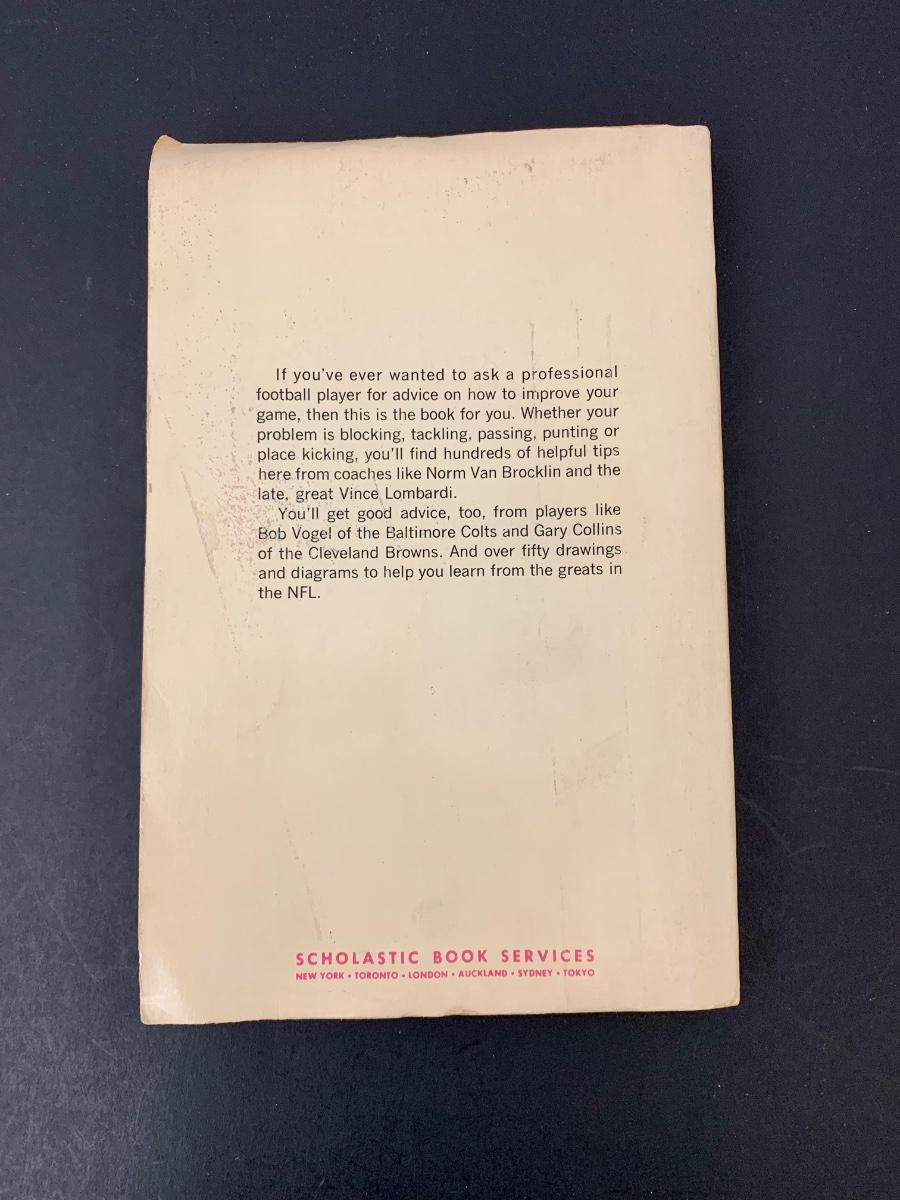 If you've ever wanted to ask a professional
football player for advice on how to improve your
game, then this is the book for you. Whether your
problem is blocking, tackling, passing, punting or
place kicking, you'll find hundreds of helpful tips
here from coaches like Norm Van Brocklin and the
late, great Vince Lombardi.
You'll get good advice, too, from players like
Bob Vogel of the Baltimore Colts and Gary Collins
of the Cleveland Browns. And over fifty drawings
and diagrams to help you learn from the greats in
the NFL.
SCHOLASTIC BOOK SERVICES
NEW YORK • TORONTO • LONDON • AUCKLAND • SYDNEY • TOKYO